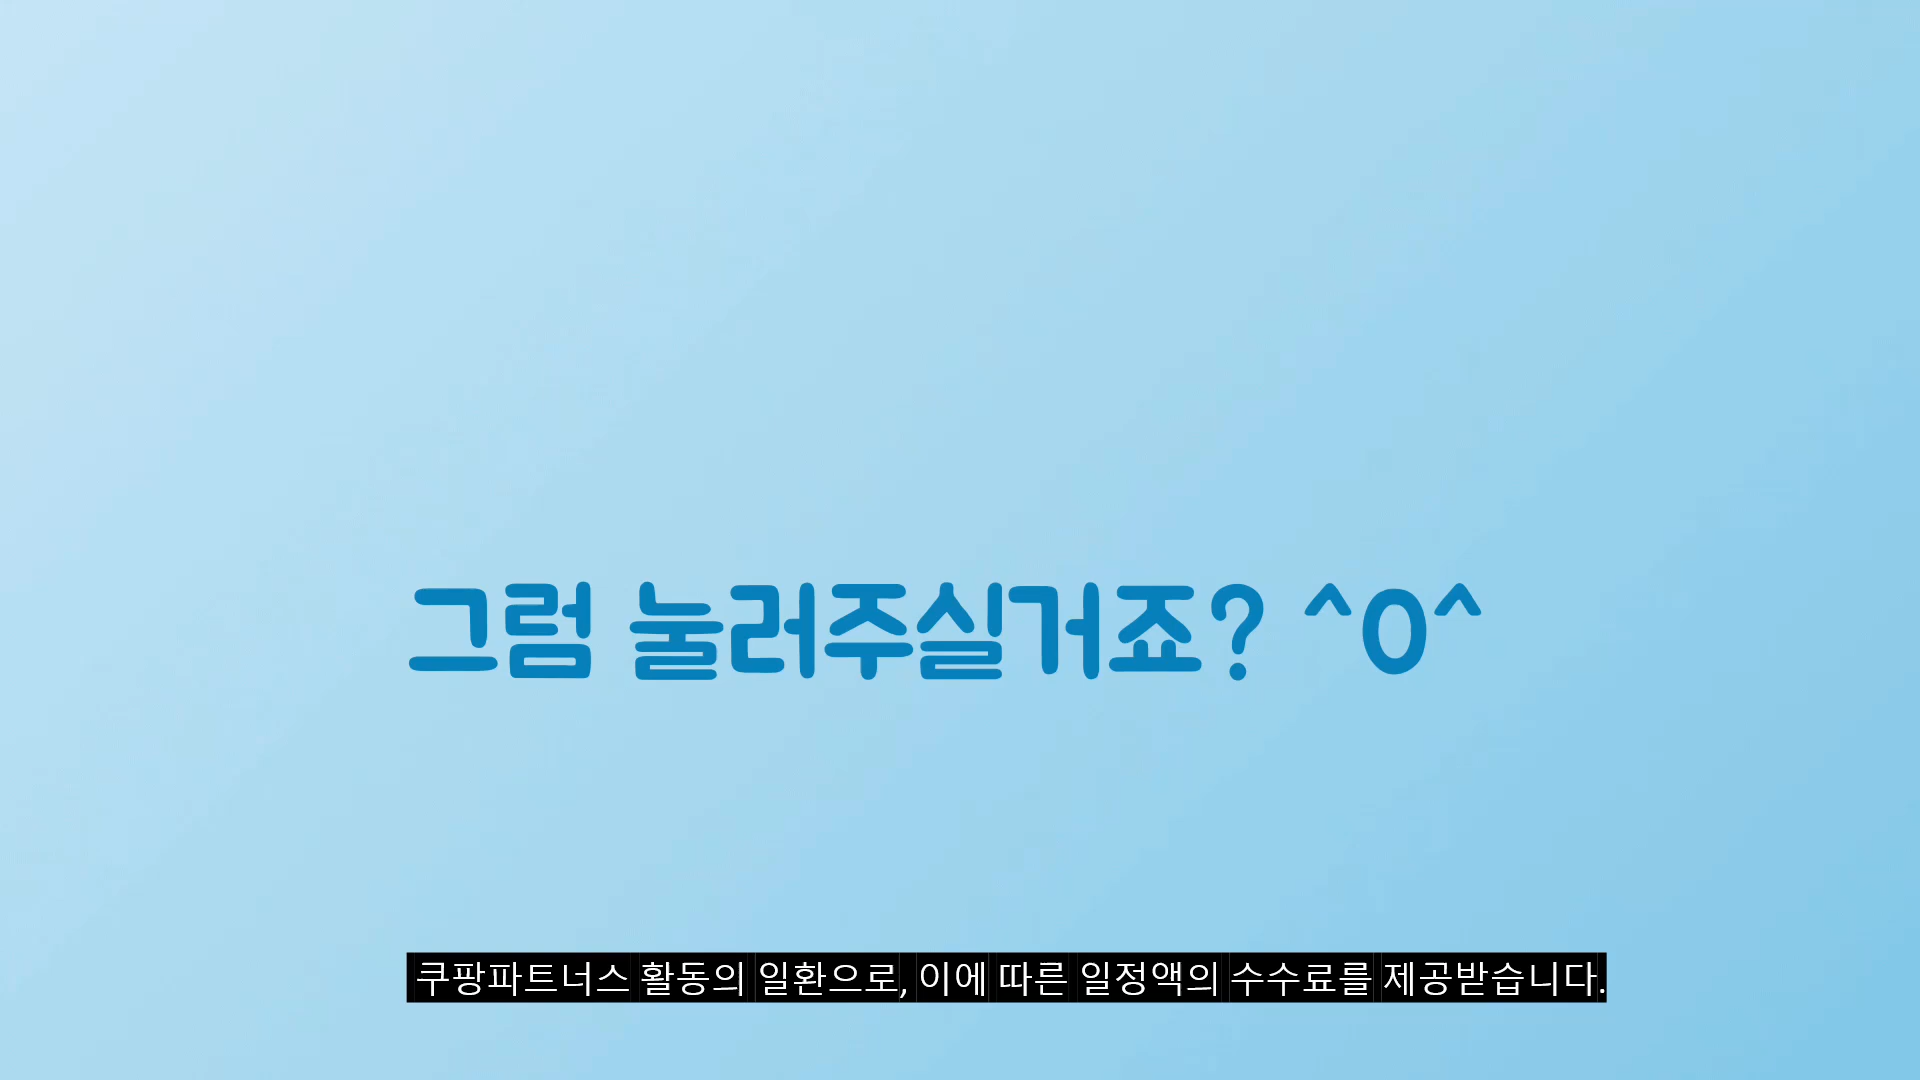 그럼 눌러주실거죠? ^0^
쿠팡파트너스 활동의 일환으로, 이에 따른 일정액의 수수료를 제공받습니다.